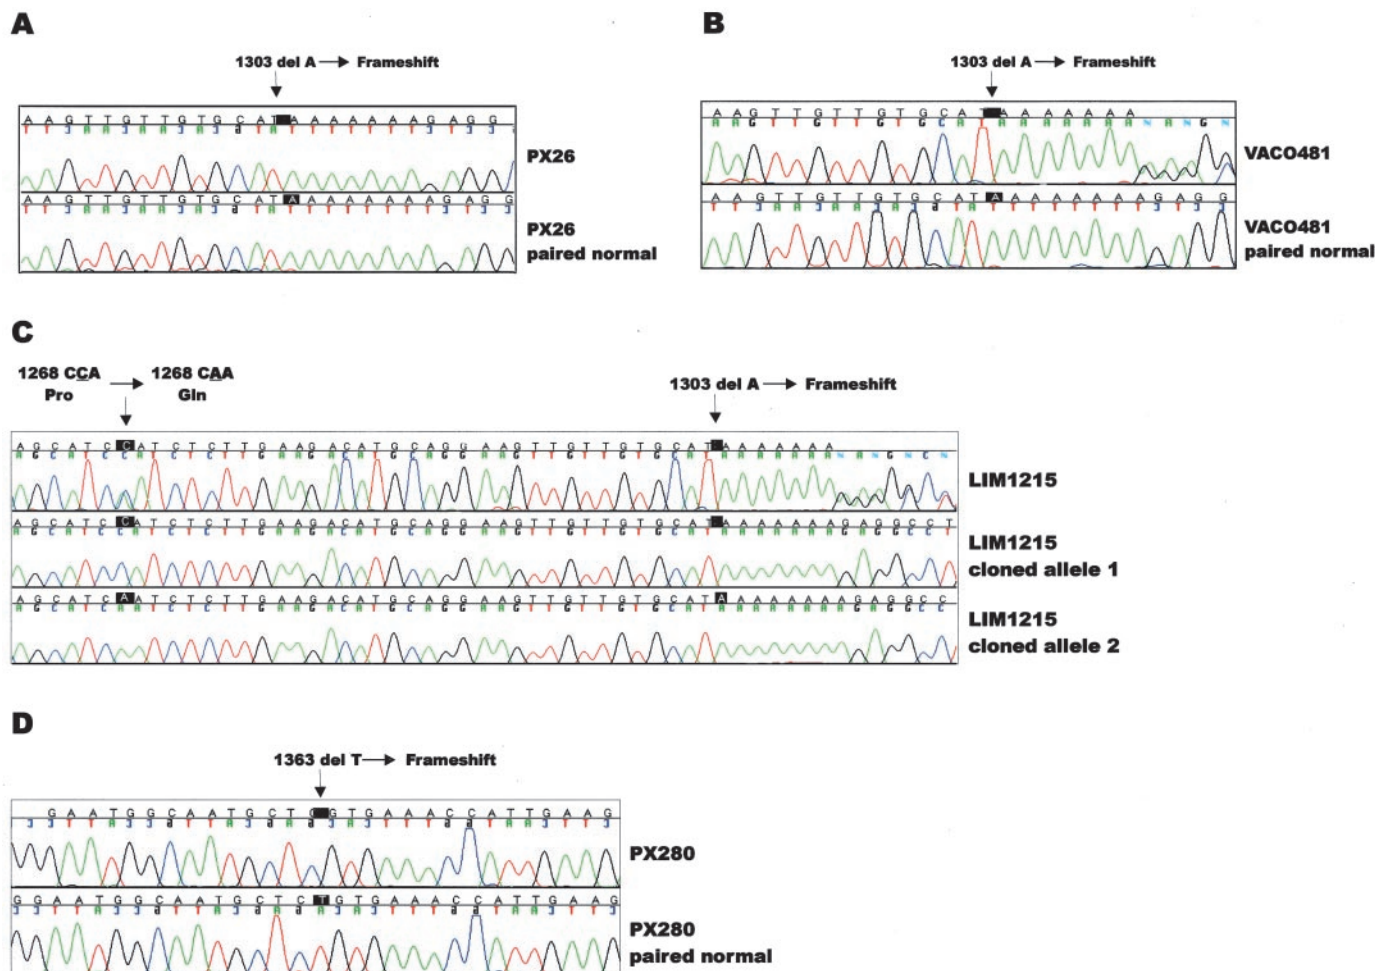 A
1303 del A → Frameshift
A A G T T G T T G T G C A T A A A A A A A G A G G
PX26
A A G T T G T T G T G C A T A A A A A A A A G A G G
PX26
paired normal
B
1303 del A → Frameshift
A A G T T G T T G T G C A T A A A A A A A
A A G T T G T T G T G C A T A A A A A A A N A N G N
VACO481
A A G T T G T T G T G C A T A A A A A A A A G A G G
VACO481
paired normal
C
1268 CCA → 1268 CAA
Pro Gln
1303 del A → Frameshift
A G C A T C C A T C T C T T G A A G A C A T G C A G G A A G T T G T T G T G C A T A A A A A A A
A G C A T C C A T C T C T T G A A G A C A T G C A G G A A G T T G T T G T G C A T A A A A A A A N A N G N C N
LIM1215
A G C A T C C A T C T C T T G A A G A C A T G C A G G A A G T T G T T G T G C A T A A A A A A A G A G G C C T
A G C A T C C A T C T C T T G A A G A C A T G C A G G A A G T T G T T G T G C A T A A A A A A A G A G G C C T
LIM1215
cloned allele 1
A G C A T C A A T C T C T T G A A G A C A T G C A G G A A G T T G T T G T G C A T A A A A A A A A G A G G C C
A G C A T C A A T C T C T T G A A G A C A T G C A G G A A G T T G T T G T G C A T A A A A A A A A G A G G C C
LIM1215
cloned allele 2
D
1363 del T → Frameshift
G A A T G G C A A T G C T C G T G A A A C C A T T G A A G
PX280
G G A A T G G C A A T G C T C T G T G A A A C C A T T G A A G
PX280
paired normal